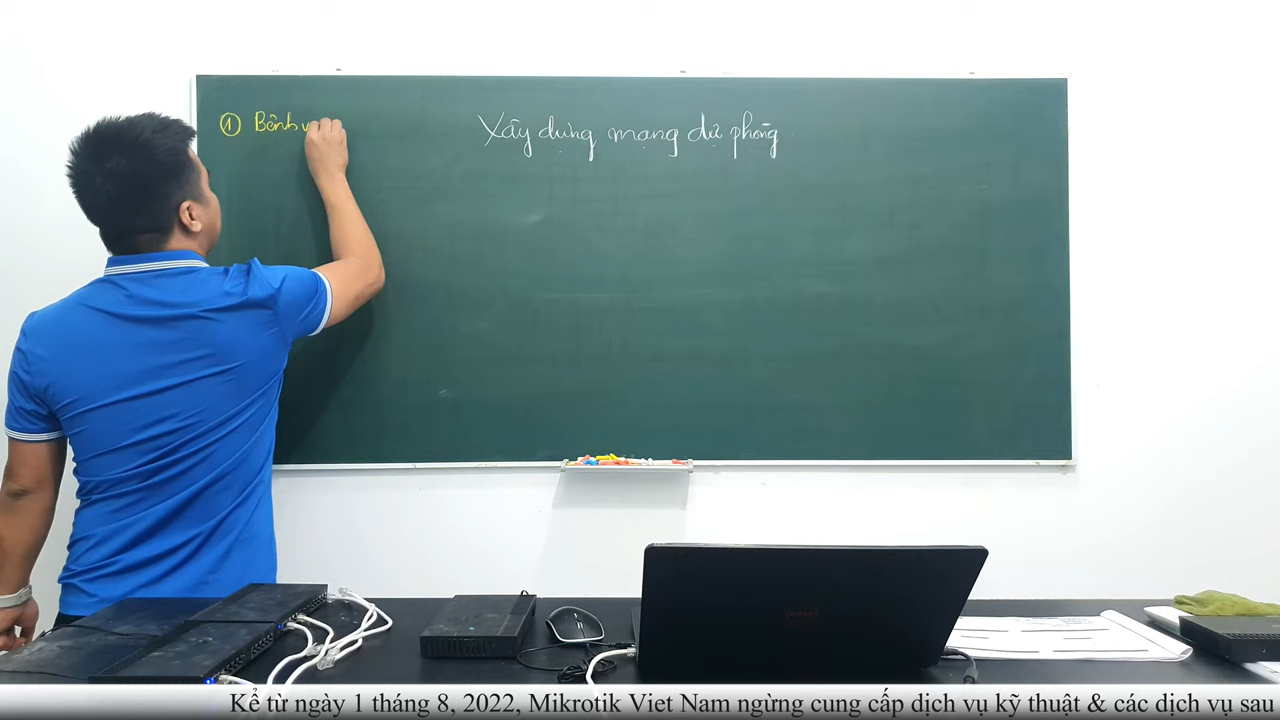 ① Bệnh v
Xây dựng mạng dự phòng
Kể từ ngày 1 tháng 8, 2022, Mikrotik Viet Nam ngừng cung cấp dịch vụ kỹ thuật & các dịch vụ sau